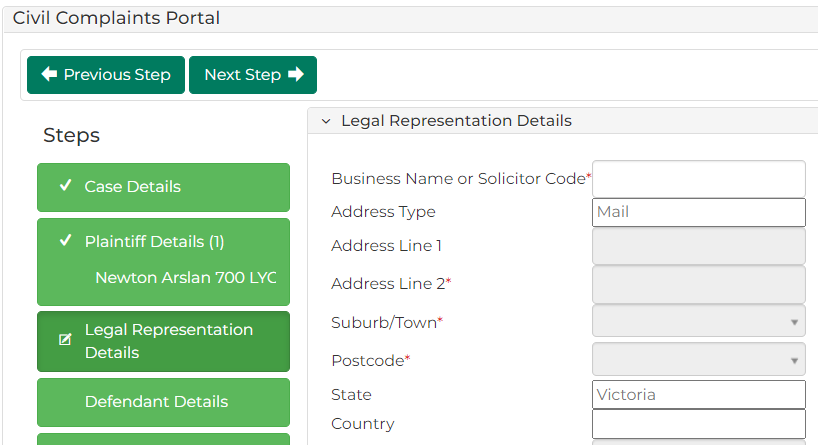 Civil Complaints Portal
Previous Step
Next Step
Steps
Case Details
Plaintiff Details (1)
Newton Arslan 700 LYC
Legal Representation
Details
Defendant Details
Legal Representation Details
Business Name or Solicitor Code*
Address Type
Mail
Address Line 1
Address Line 2*
Suburb/Town*
Postcode*
State
Victoria
Country